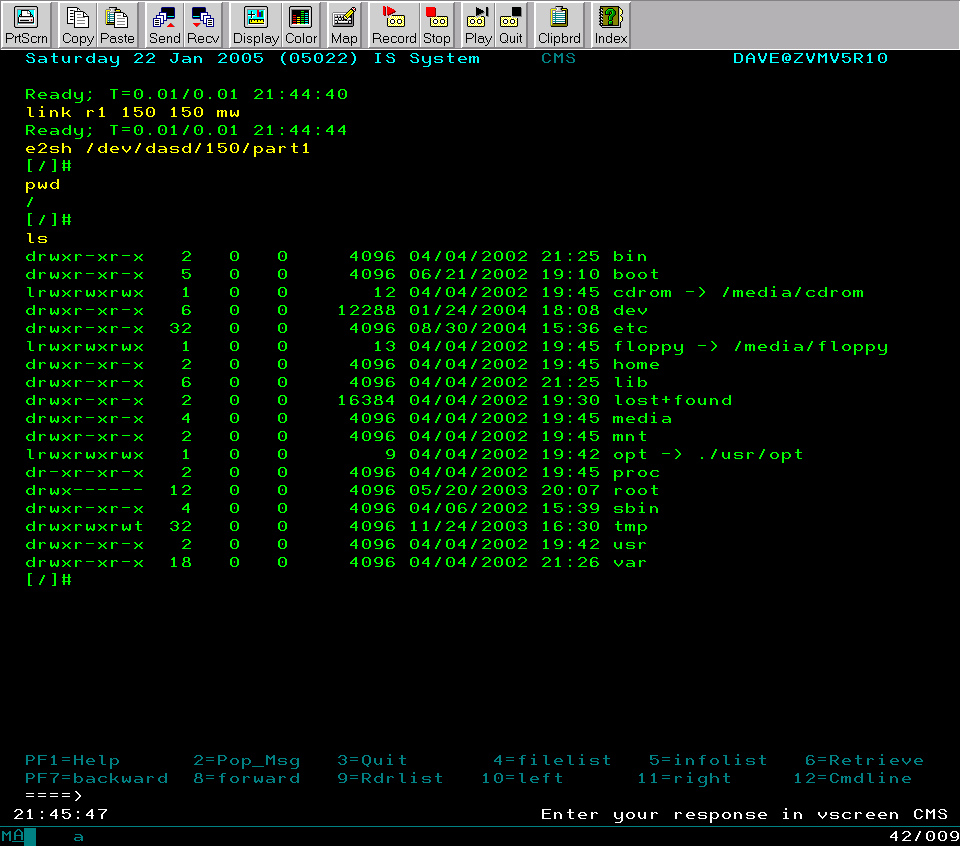 PrtScrn Copy Paste Send Recv Display Color Map Record Stop Play Quit Clipbrd Index
Saturday 22 Jan 2005 (05022) IS System     CMS             DAVE@ZVMV5R10
Ready; T=0.01/0.01 21:44:40
link r1 150 150 mw
Ready; T=0.01/0.01 21:44:44
e2sh /dev/dasd/150/part1
[/]#
pwd
/
[/]#
ls
drwxr-xr-x   2   0   0     4096 04/04/2002 21:25 bin
drwxr-xr-x   5   0   0     4096 06/21/2002 19:10 boot
lrwxrwxrwx   1   0   0       12 04/04/2002 19:45 cdrom -> /media/cdrom
drwxr-xr-x   6   0   0    12288 01/24/2004 18:08 dev
drwxr-xr-x  32   0   0     4096 08/30/2004 15:36 etc
lrwxrwxrwx   1   0   0       13 04/04/2002 19:45 floppy -> /media/floppy
drwxr-xr-x   2   0   0     4096 04/04/2002 19:45 home
drwxr-xr-x   6   0   0     4096 04/04/2002 21:25 lib
drwxr-xr-x   2   0   0    16384 04/04/2002 19:30 lost+found
drwxr-xr-x   4   0   0     4096 04/04/2002 19:45 media
drwxr-xr-x   2   0   0     4096 04/04/2002 19:45 mnt
lrwxrwxrwx   1   0   0        9 04/04/2002 19:42 opt -> ./usr/opt
dr-xr-xr-x   2   0   0     4096 04/04/2002 19:45 proc
drwx------  12   0   0     4096 05/20/2003 20:07 root
drwxr-xr-x   4   0   0     4096 04/06/2002 15:39 sbin
drwxrwxrwt  32   0   0     4096 11/24/2003 16:30 tmp
drwxr-xr-x   2   0   0     4096 04/04/2002 19:42 usr
drwxr-xr-x  18   0   0     4096 04/04/2002 21:26 var
[/]#
PF1=Help      2=Pop_Msg   3=Quit       4=filelist   5=infolist   6=Retrieve
PF7=backward  8=forward   9=Rdrlist   10=left      11=right     12=Cmdline
====>
21:45:47                                    Enter your response in vscreen CMS
MA    a                                                                  42/009